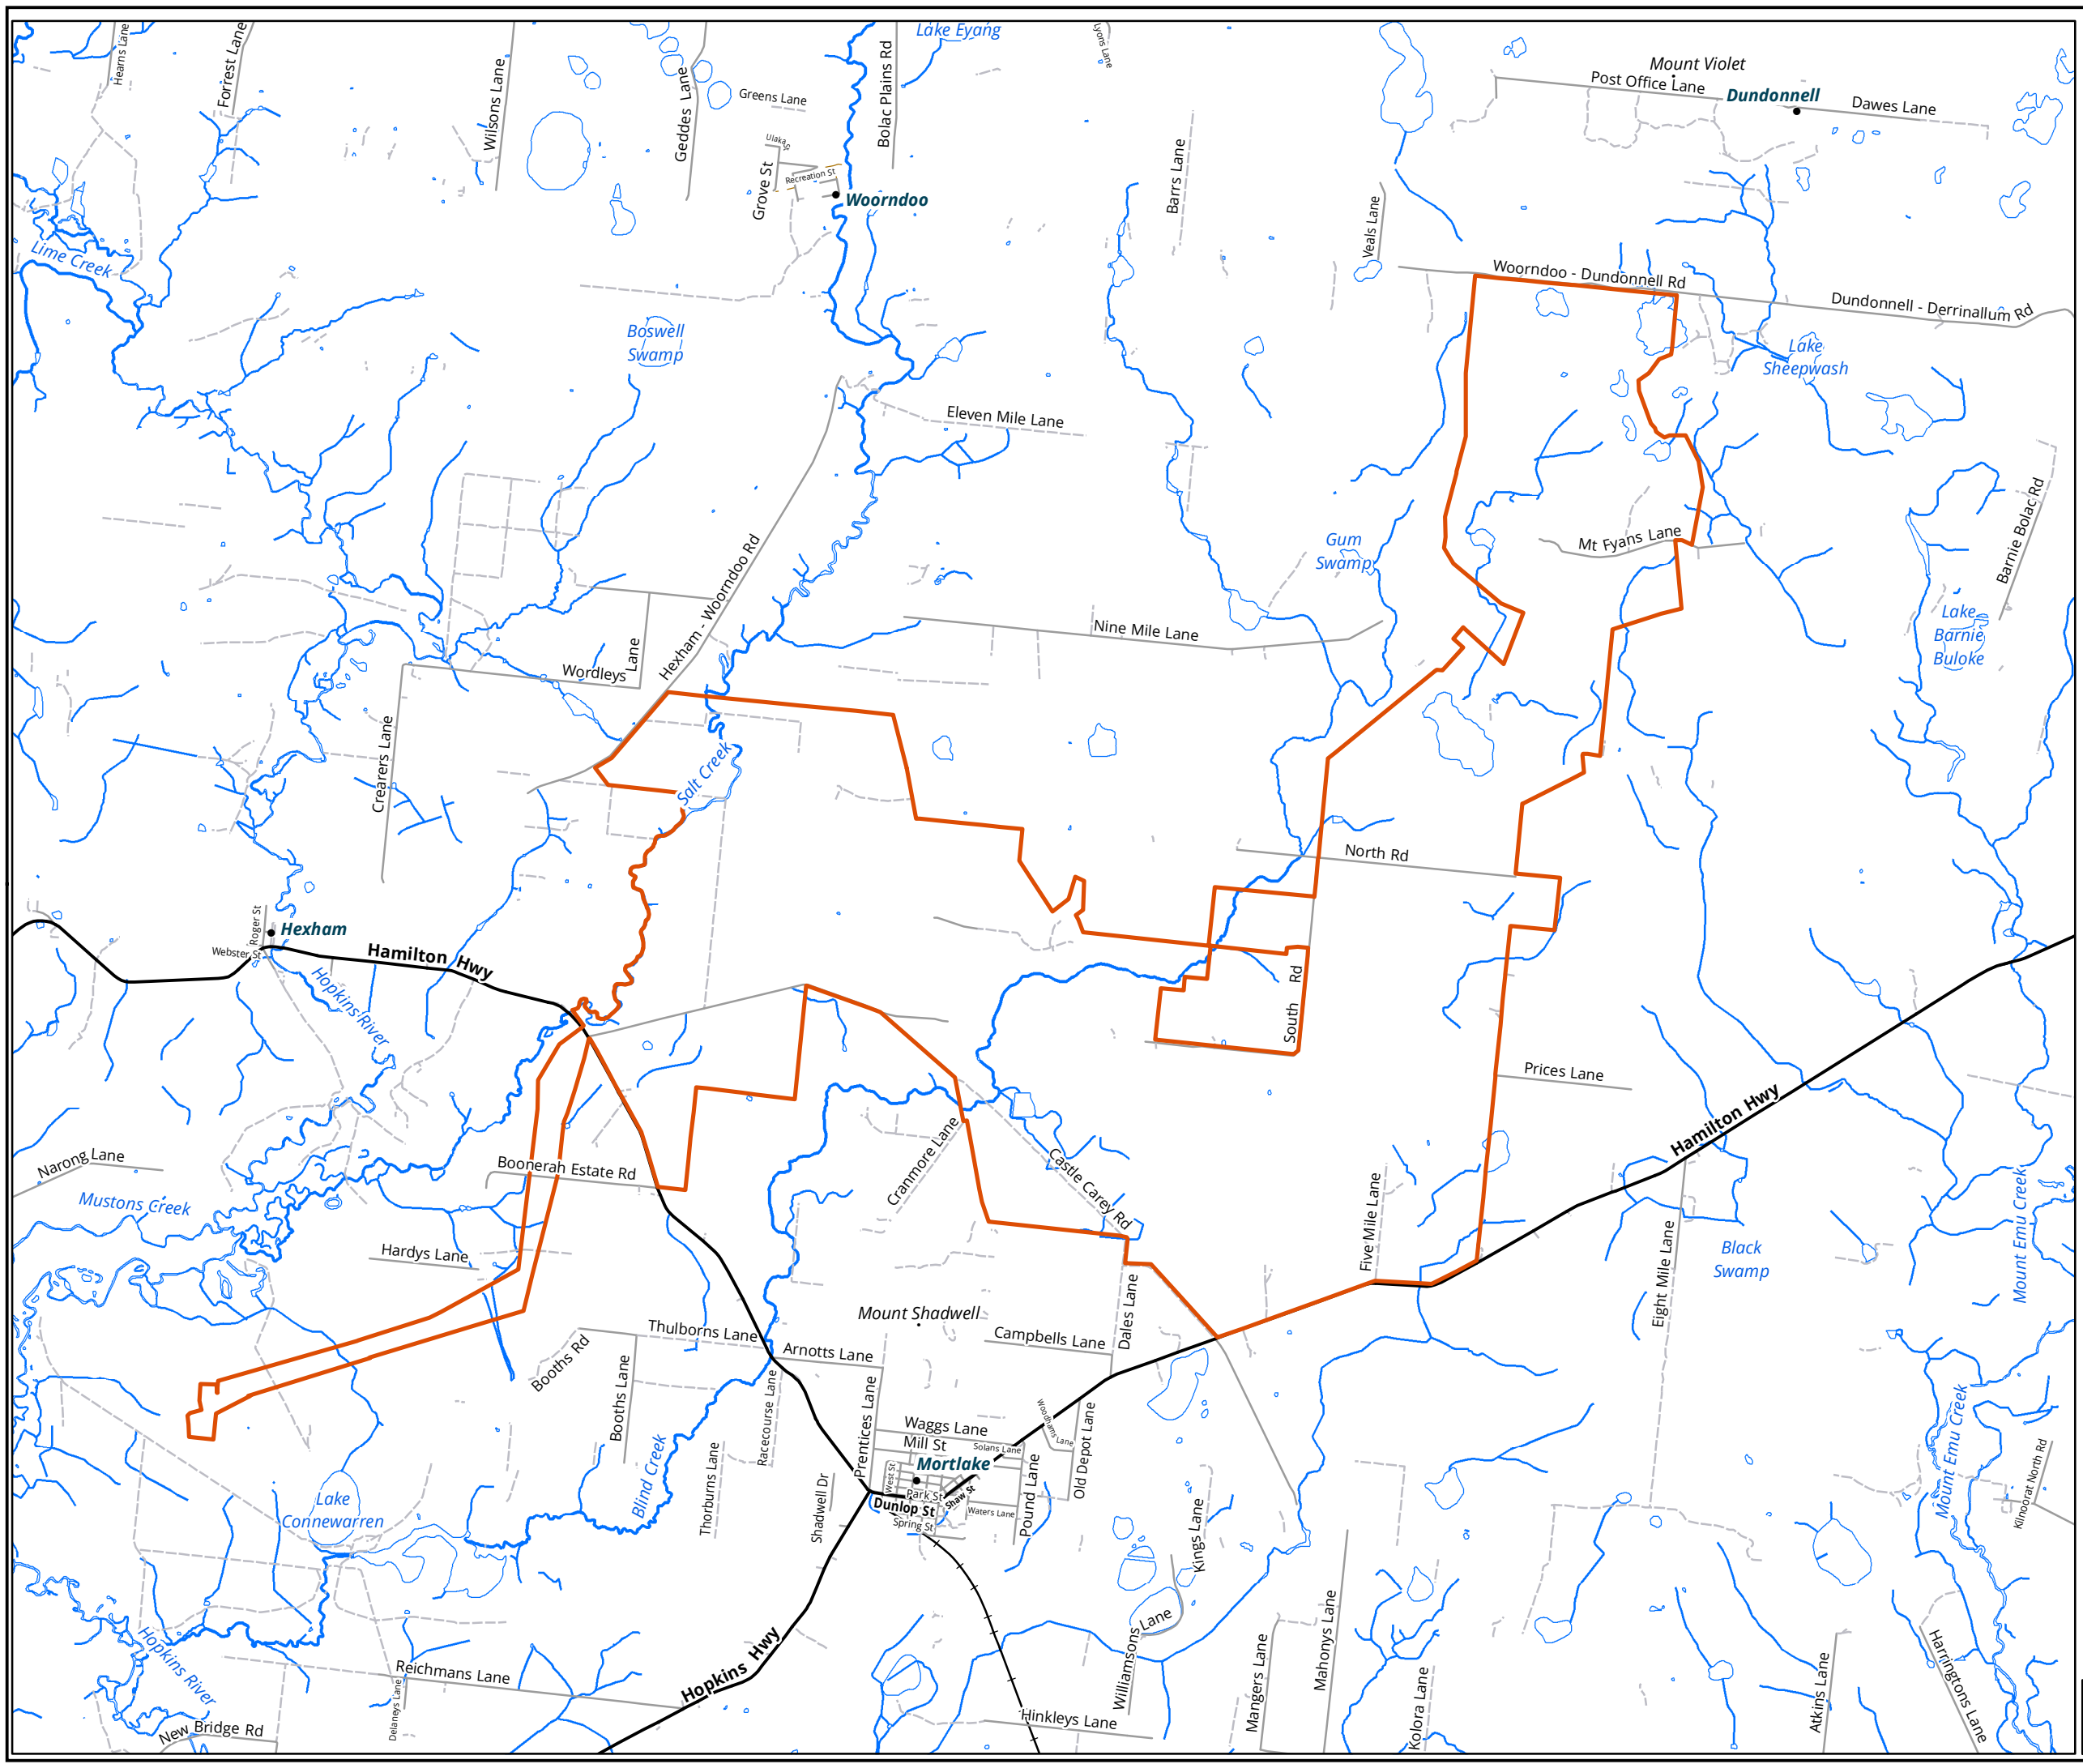 Hearns Lane
Forrest Lane
Wilsons Lane
Geddes Lane
Greens Lane
Ulaka St
Recreation St
Grove St
Woorndoo
Bolac Plains Rd
Lake Eyang
Lyons Lane
Barrs Lane
Veals Lane
Mount Violet
Post Office Lane
Dundonnell
Dawes Lane
Lime Creek
Woorndoo - Dundonnell Rd
Dundonnell - Derrinallum Rd
Boswell
Swamp
Lake
Sheepwash
Eleven Mile Lane
Barnie Bolac Rd
Gum
Swamp
Mt Fyans Lane
Hexham - Woorndoo Rd
Nine Mile Lane
Lake
Barnie
Buloke
Wordleys
Lane
Crearers Lane
Salt Creek
North Rd
Roger St
Hexham
Webster St
Hamilton Hwy
Hopkins River
South Rd
Prices Lane
Hamilton Hwy
Narong Lane
Boonerah Estate Rd
Cranmore Lane
Castle Carey Rd
Mustons Creek
Five Mile Lane
Mount Emu Creek
Hardys Lane
Black
Swamp
Eight Mile Lane
Mount Shadwell
Thulborns Lane
Booths Rd
Arnotts Lane
Campbells Lane
Dales Lane
Booths Lane
Racecourse Lane
Prentices Lane
Woodhams Lane
Old Depot Lane
Mount Emu Creek
Waggs Lane
Mill St
Solans Lane
Mortlake
West St
Park St
Shaw St
Dunlop St
Waters Lane
Spring St
Pound Lane
Blind Creek
Thorburns Lane
Shadwell Dr
Lake
Connewarren
Kings Lane
Kilnoorat North Rd
Williamsons Lane
Mangers Lane
Mahonys Lane
Kolora Lane
Atkins Lane
Harringtons Lane
Hopkins River
Reichmans Lane
Delaneys Lane
Hopkins Hwy
New Bridge Rd
Hinkleys Lane